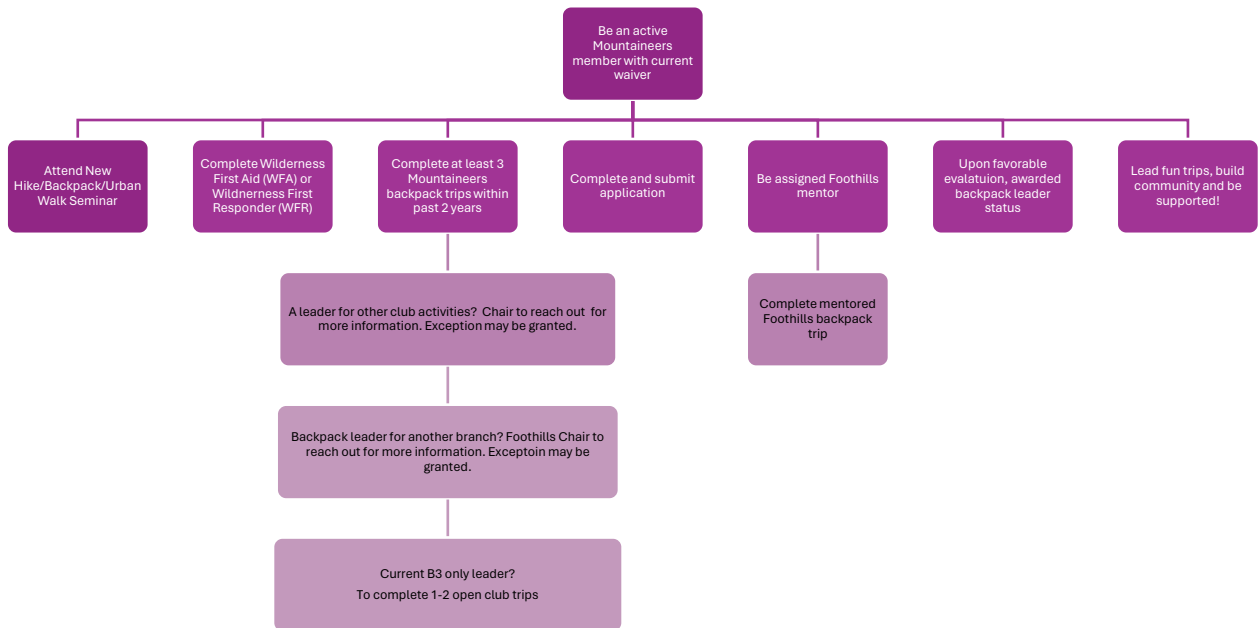 Be an active
Mountaineers
member with current
waiver
Attend New
Hike/Backpack/Urban
Walk Seminar
Complete Wilderness
First Aid (WFA) or
Wildnerness First
Responder (WFR)
Complete at least 3
Mountaineers
backpack trips within
past 2 years
Complete and submit
application
Be assigned Foothills
mentor
Upon favorable
evalatuion, awarded
backpack leader
status
Lead fun trips, build
community and be
supported!
A leader for other club activities?  Chair to reach out  for
more information. Exception may be granted.
Complete mentored
Foothills backpack
trip
Backpack leader for another branch? Foothills Chair to
reach out for more information. Exceptoin may be
granted.
Current B3 only leader?
To complete 1-2 open club trips